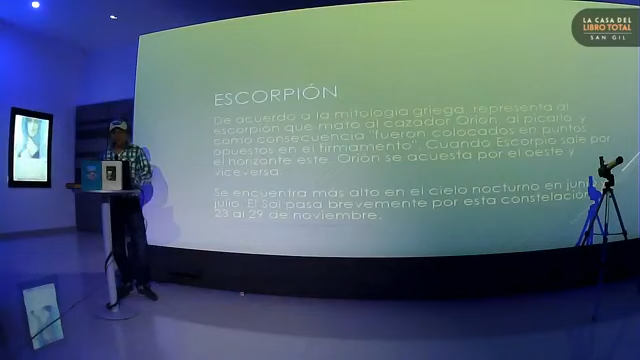 LA CASA DEL
LIBRO TOTAL
SAN GIL
ESCORPIÓN
De acuerdo a la mitología griega, representa al
escorpión que mató al cazador Orión, al picarlo y
como consecuencia "fueron colocados en puntos
opuestos en el firmamento". Cuando Escorpio sale por
el horizonte este, Orión se acuesta por el oeste y
viceversa.
Se encuentra más alto en el cielo nocturno en
julio. El Sol pasa brevemente por esta constelación
23 al 29 de noviembre.